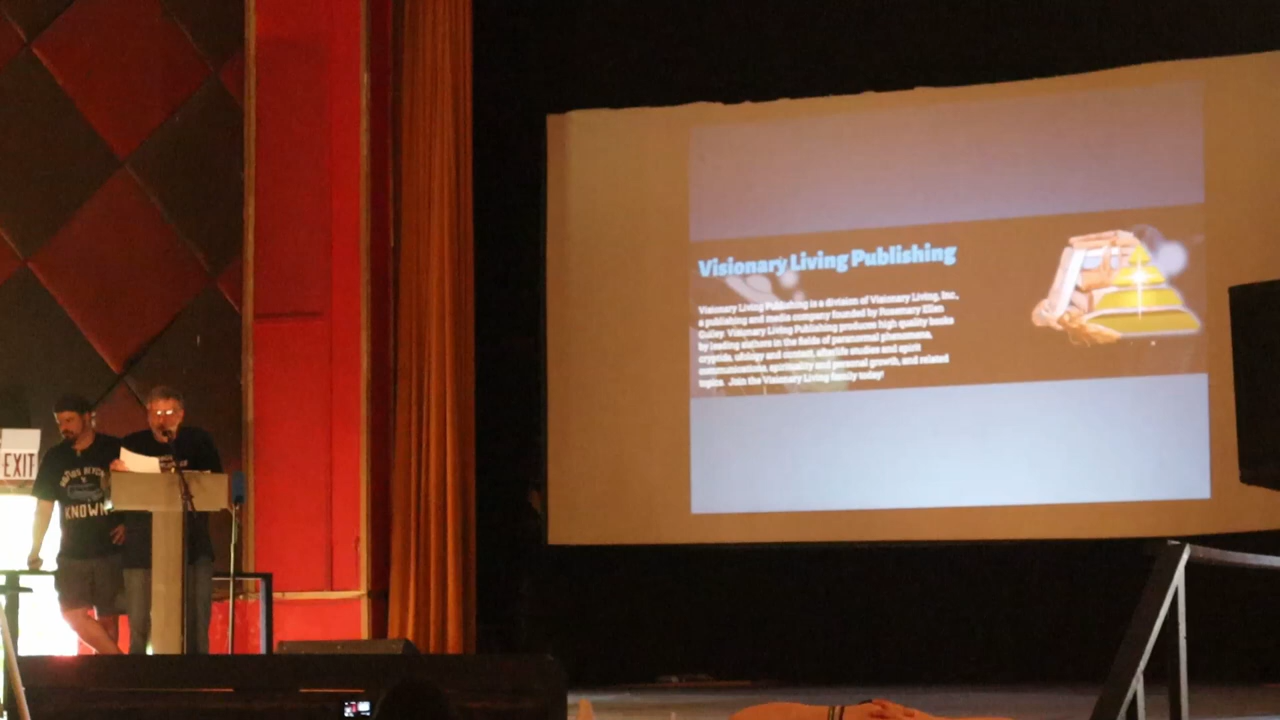 Visionary Living Publishing
Visionary Living Publishing is a division of Visionary Living, Inc.,
a publishing and media company founded by Rosemary Ellen
Guiley. Visionary Living Publishing produces high quality books
by leading authors in the fields of paranormal phenomena,
cryptids, ufology and contact, afterlife studies and spirit
communications, spirituality and personal growth, and related
topics. Join the Visionary Living family today!
EXIT
KNOWN